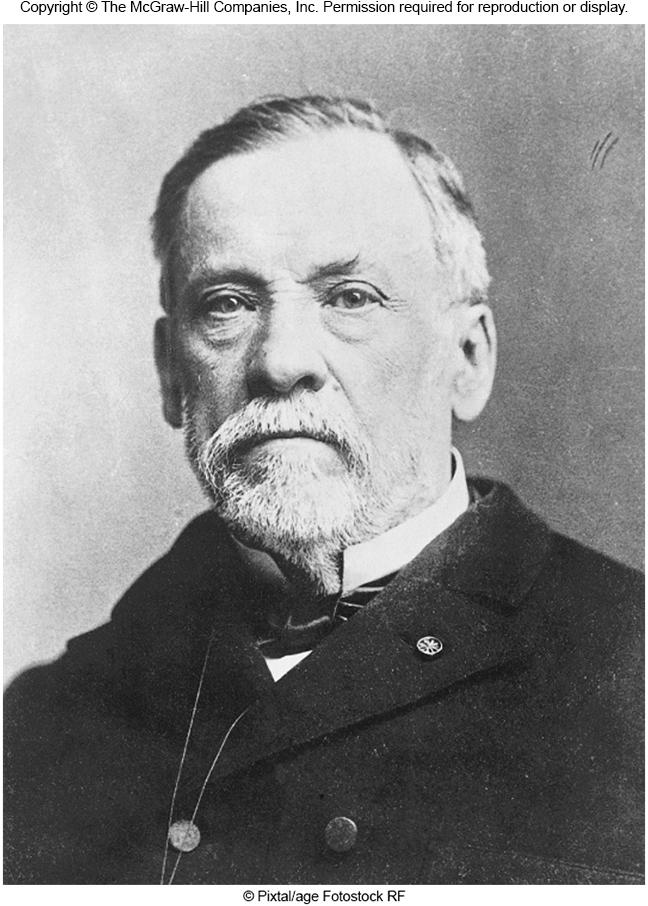 Copyright © The McGraw-Hill Companies, Inc. Permission required for reproduction or display.
© Pixtal/age Fotostock RF